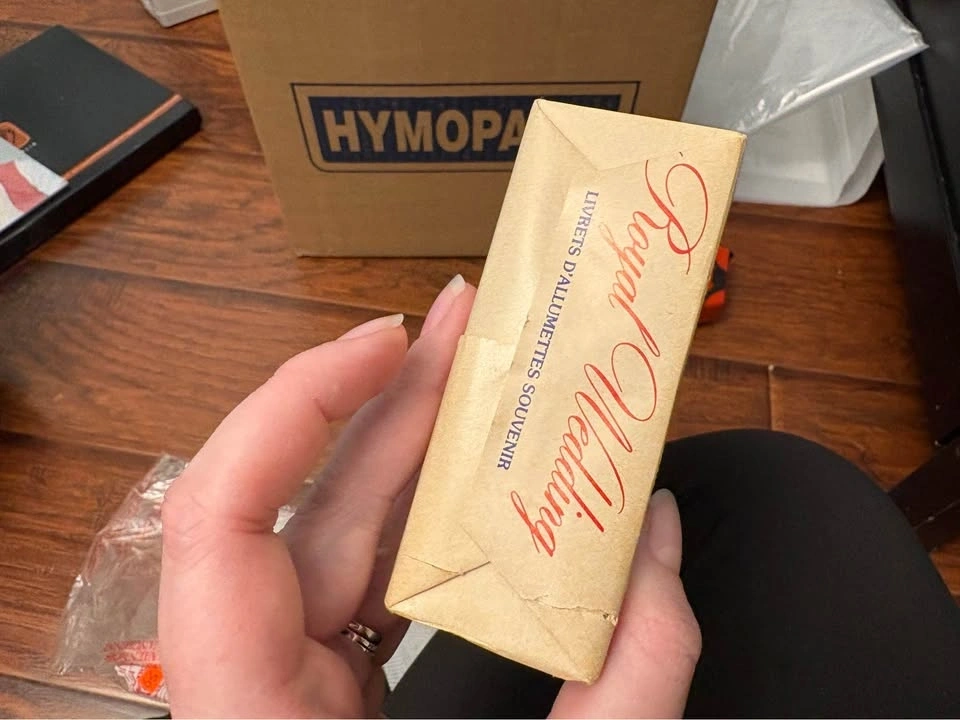 HYMOPA
Royal Wedding
LIVRETS D'ALLUMETTES SOUVENIR